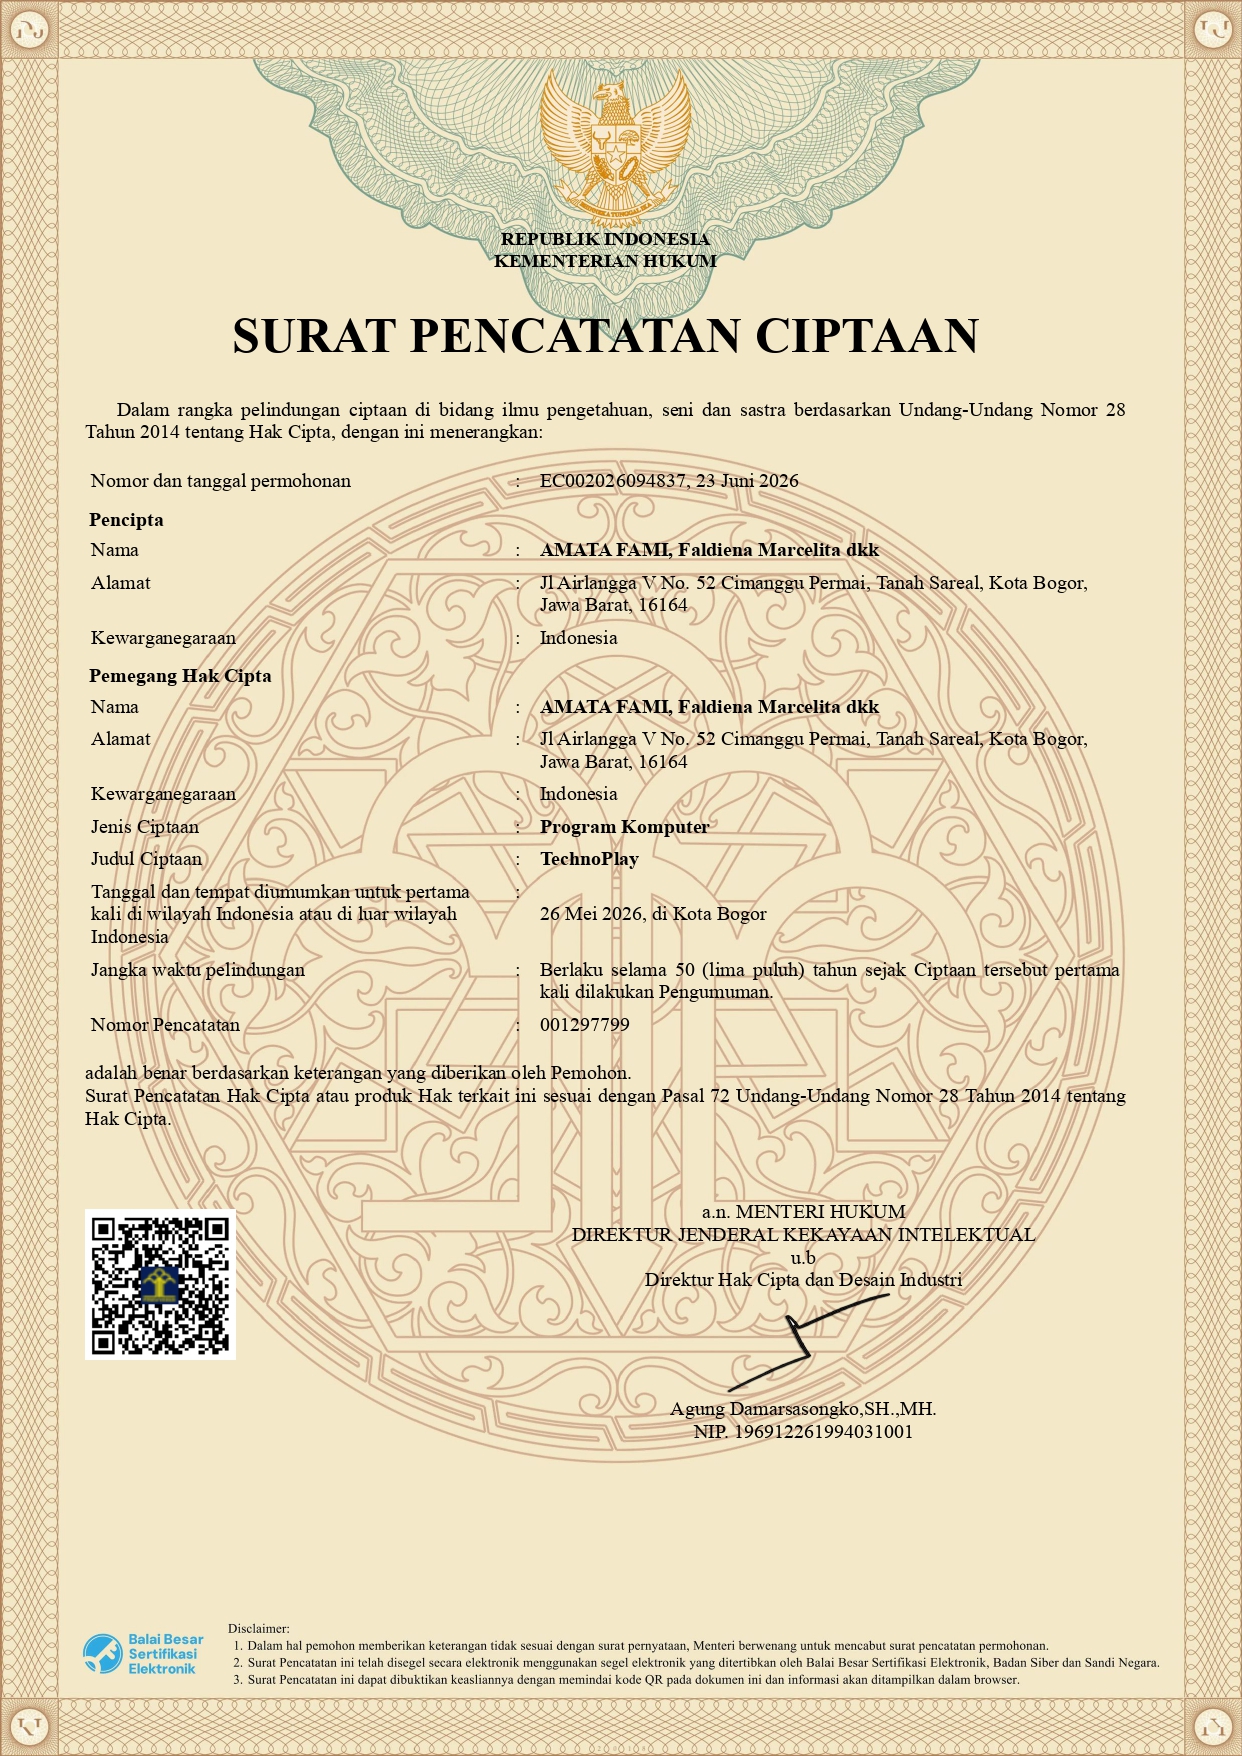 REPUBLIK INDONESIA
KEMENTERIAN HUKUM
SURAT PENCATATAN CIPTAAN
Dalam rangka pelindungan ciptaan di bidang ilmu pengetahuan, seni dan sastra berdasarkan Undang-Undang Nomor 28
Tahun 2014 tentang Hak Cipta, dengan ini menerangkan:
Nomor dan tanggal permohonan : EC002026094837, 23 Juni 2026
Pencipta
Nama : AMATA FAMI, Faldiena Marcelita dkk
Alamat : Jl Airlangga V No. 52 Cimanggu Permai, Tanah Sareal, Kota Bogor,
Jawa Barat, 16164
Kewarganegaraan : Indonesia
Pemegang Hak Cipta
Nama : AMATA FAMI, Faldiena Marcelita dkk
Alamat : Jl Airlangga V No. 52 Cimanggu Permai, Tanah Sareal, Kota Bogor,
Jawa Barat, 16164
Kewarganegaraan : Indonesia
Jenis Ciptaan : Program Komputer
Judul Ciptaan : TechnoPlay
Tanggal dan tempat diumumkan untuk pertama :
kali di wilayah Indonesia atau di luar wilayah 26 Mei 2026, di Kota Bogor
Indonesia
Jangka waktu pelindungan : Berlaku selama 50 (lima puluh) tahun sejak Ciptaan tersebut pertama
kali dilakukan Pengumuman.
Nomor Pencatatan : 001297799
adalah benar berdasarkan keterangan yang diberikan oleh Pemohon.
Surat Pencatatan Hak Cipta atau produk Hak terkait ini sesuai dengan Pasal 72 Undang-Undang Nomor 28 Tahun 2014 tentang
Hak Cipta.
a.n. MENTERI HUKUM
DIREKTUR JENDERAL KEKAYAAN INTELEKTUAL
u.b
Direktur Hak Cipta dan Desain Industri
Agung Damarsasongko,SH.,MH.
NIP. 196912261994031001
Balai Besar
Sertifikasi
Elektronik
Disclaimer:
1. Dalam hal pemohon memberikan keterangan tidak sesuai dengan surat pernyataan, Menteri berwenang untuk mencabut surat pencatatan permohonan.
2. Surat Pencatatan ini telah disegel secara elektronik menggunakan segel elektronik yang ditertibkan oleh Balai Besar Sertifikasi Elektronik, Badan Siber dan Sandi Negara.
3. Surat Pencatatan ini dapat dibuktikan keasliannya dengan memindai kode QR pada dokumen ini dan informasi akan ditampilkan dalam browser.